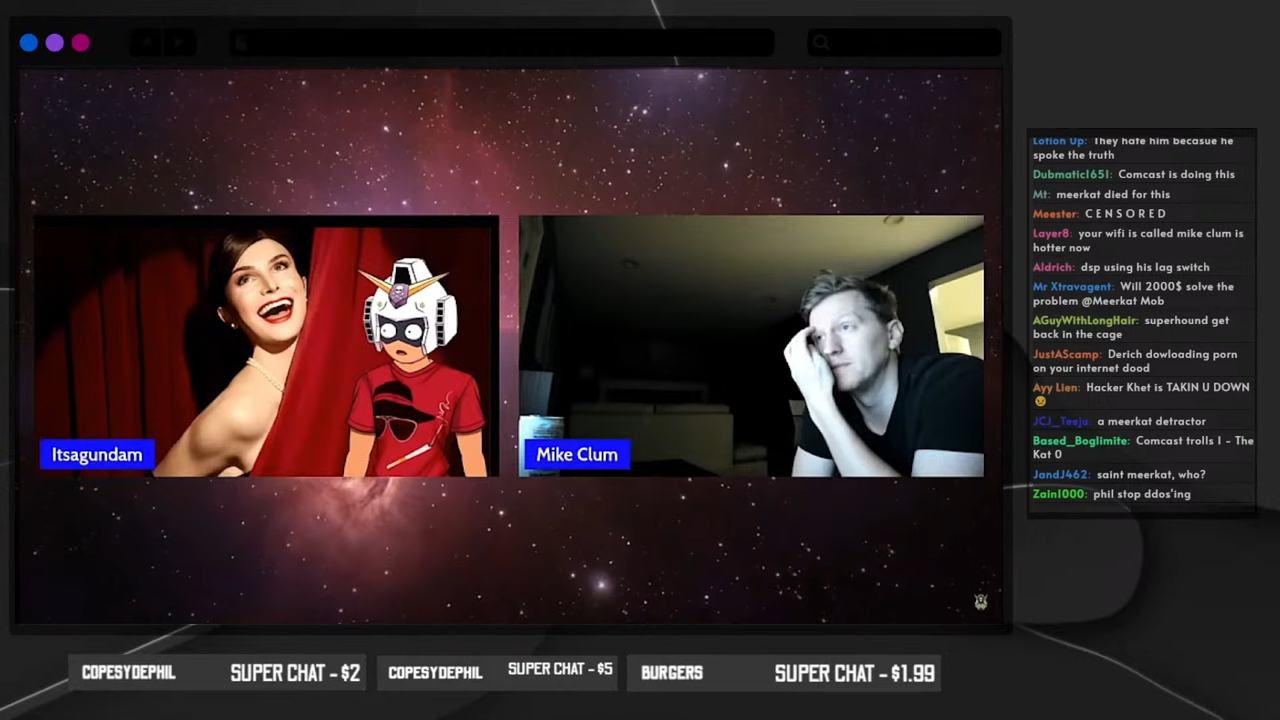 Itsagundam
Mike Clum
Lotion Up: They hate him becasue he
spoke the truth
Dubmatic1651: Comcast is doing this
Mt: meerkat died for this
Meester: C E N S O R E D
Layer8: your wifi is called mike clum is
hotter now
Aldrich: dsp using his lag switch
Mr Xtravagent: Will 2000$ solve the
problem @Meerkat Mob
AGuyWithLongHair: superhound get
back in the cage
JustAScamp: Derich dowloading porn
on your internet dood
Ayy Lien: Hacker Khet is TAKIN U DOWN
😉
JCJ_Teeju: a meerkat detractor
Based_Boglimite: Comcast trolls 1 - The
Kat 0
JandJ462: saint meerkat, who?
Zain1000: phil stop ddos'ing
COPESYDEPHIL SUPER CHAT - $2
COPESYDEPHIL SUPER CHAT - $5
BURGERS SUPER CHAT - $1.99